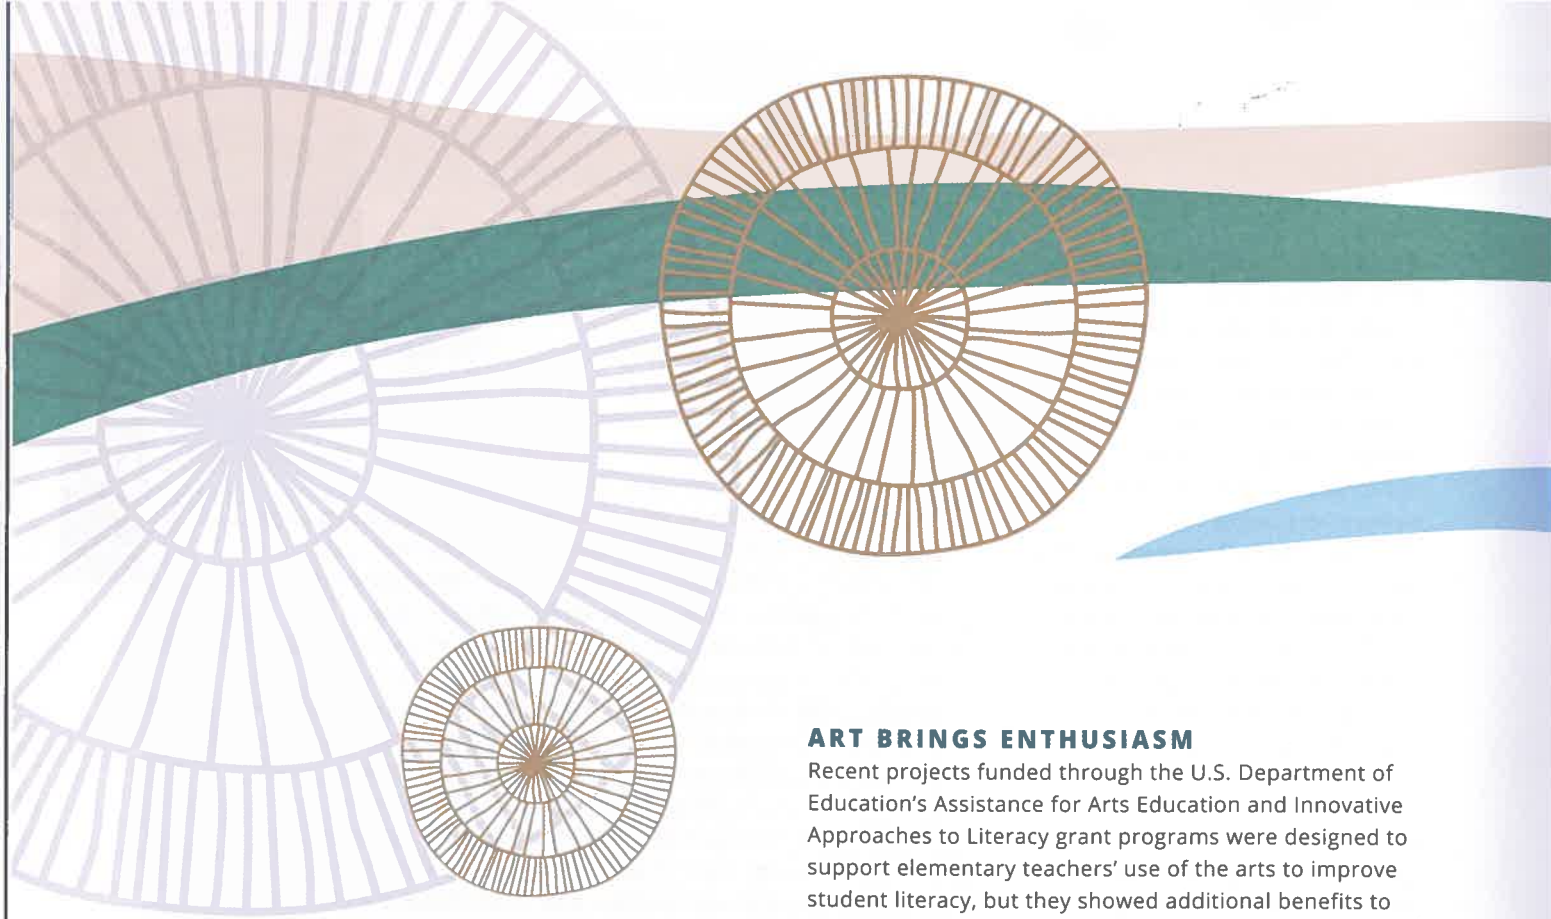 ART BRINGS ENTHUSIASM
Recent projects funded through the U.S. Department of
Education's Assistance for Arts Education and Innovative
Approaches to Literacy grant programs were designed to
support elementary teachers' use of the arts to improve
student literacy, but they showed additional benefits to